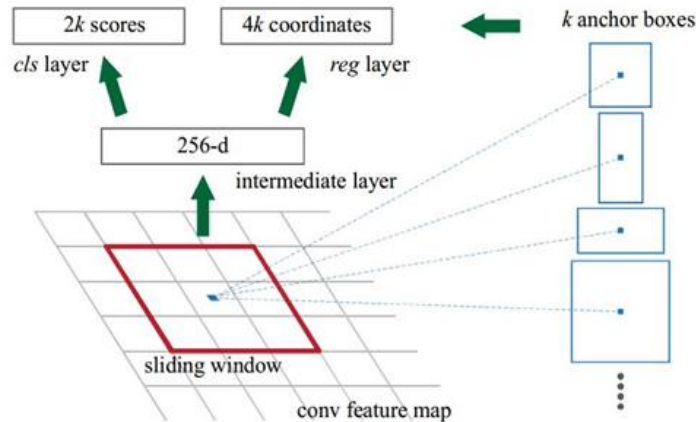 2k scores
4k coordinates
k anchor boxes
cls layer
reg layer
256-d
intermediate layer
sliding window
conv feature map